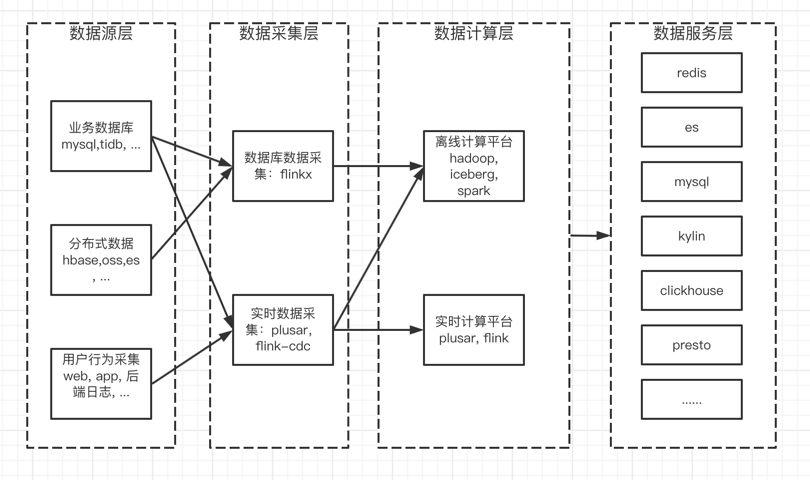 数据源层
业务数据库
mysql,tidb, ...
分布式数据
hbase,oss,es
, ...
用户行为采集
web, app, 后
端日志, ...
数据采集层
数据库数据采
集：flinkx
实时数据采
集：plusar,
flink-cdc
数据计算层
离线计算平台
hadoop,
iceberg,
spark
实时计算平台
plusar, flink
数据服务层
redis
es
mysql
kylin
clickhouse
presto
......